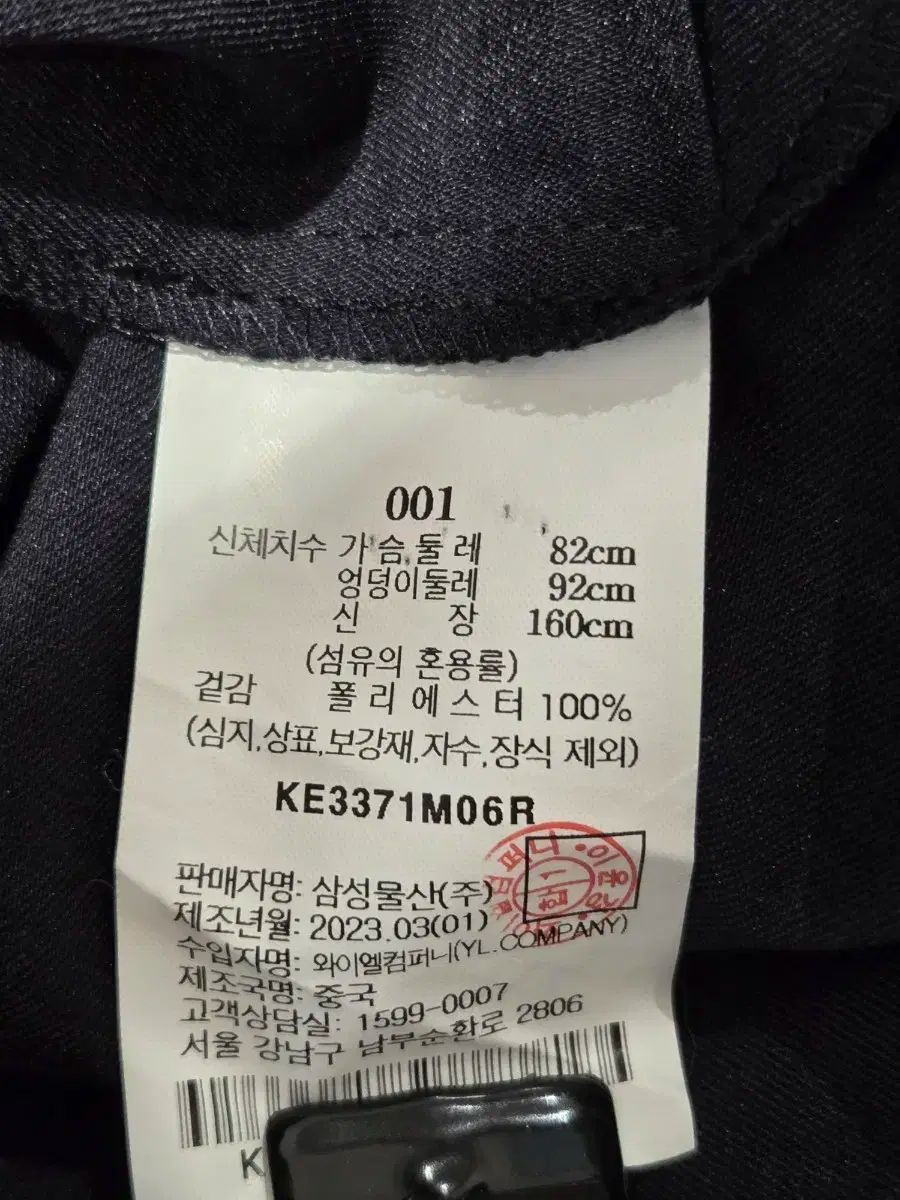 001
신체치수 가슴둘레 82cm
엉덩이둘레 92cm
신 장 160cm
(섬유의 혼용률)
겉감 폴리에스터 100%
(심지,상표,보강재,자수,장식 제외)
KE3371M06R
판매자명: 삼성물산(주)
제조년월: 2023.03(01)
수입자명: 와이엘컴퍼니(YL.COMPANY)
제조국명: 중국
고객상담실: 1599-0007
서울 강남구 남부순환로 2806